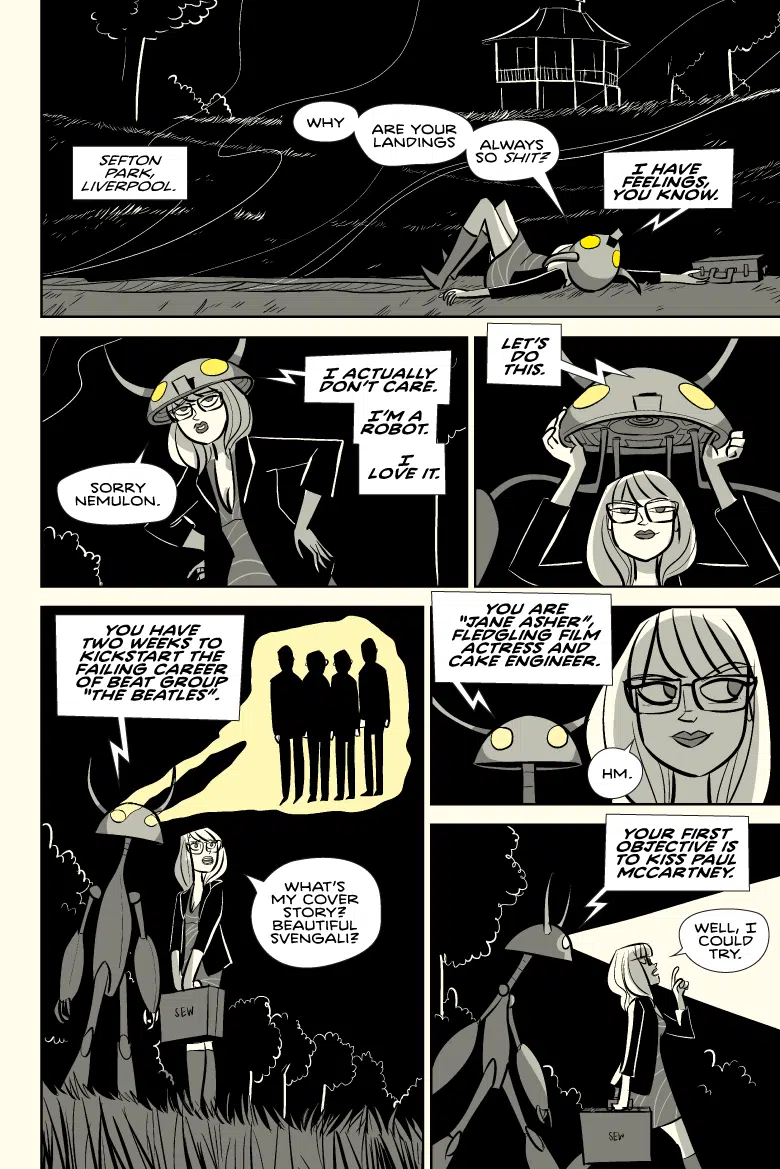 SEFTON
PARK,
LIVERPOOL.
WHY
ARE YOUR
LANDINGS
ALWAYS
SO SHIT?
I HAVE
FEELINGS,
YOU KNOW.
SORRY
NEMULON.
I ACTUALLY
DON'T CARE.
I'M A
ROBOT.
I
LOVE IT.
LET'S
DO
THIS.
YOU HAVE
TWO WEEKS TO
KICKSTART THE
FAILING CAREER
OF BEAT GROUP
"THE BEATLES".
WHAT'S
MY COVER
STORY?
BEAUTIFUL
SVENGALI?
SEW
YOU ARE
"JANE ASHER",
FLEDGLING FILM
ACTRESS AND
CAKE ENGINEER.
HM.
YOUR FIRST
OBJECTIVE IS
TO KISS PAUL
MCCARTNEY.
WELL, I
COULD
TRY.
SEW